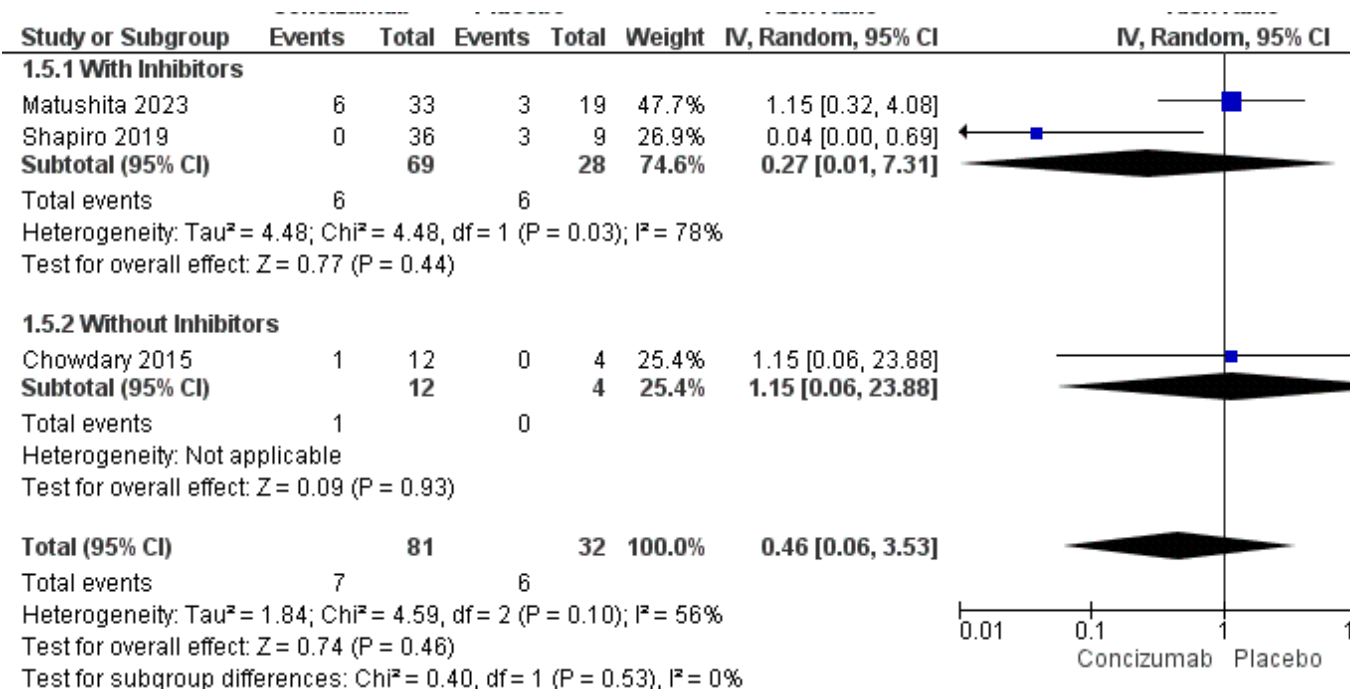 Study or Subgroup Events Total Events Total Weight IV, Random, 95% CI IV, Random, 95% CI
1.5.1 With Inhibitors
Matushita 2023 6 33 3 19 47.7% 1.15 [0.32, 4.08]
Shapiro 2019 0 36 3 9 26.9% 0.04 [0.00, 0.69]
Subtotal (95% CI) 69 28 74.6% 0.27 [0.01, 7.31]
Total events 6 6
Heterogeneity: Tau² = 4.48; Chi² = 4.48, df = 1 (P = 0.03); I² = 78%
Test for overall effect: Z = 0.77 (P = 0.44)
1.5.2 Without Inhibitors
Chowdary 2015 1 12 0 4 25.4% 1.15 [0.06, 23.88]
Subtotal (95% CI) 12 4 25.4% 1.15 [0.06, 23.88]
Total events 1 0
Heterogeneity: Not applicable
Test for overall effect: Z = 0.09 (P = 0.93)
Total (95% CI) 81 32 100.0% 0.46 [0.06, 3.53]
Total events 7 6
Heterogeneity: Tau² = 1.84; Chi² = 4.59, df = 2 (P = 0.10); I² = 56%
Test for overall effect: Z = 0.74 (P = 0.46)
Test for subgroup differences: Chi² = 0.40, df = 1 (P = 0.53), I² = 0%
0.01 0.1 1
Concizumab Placebo